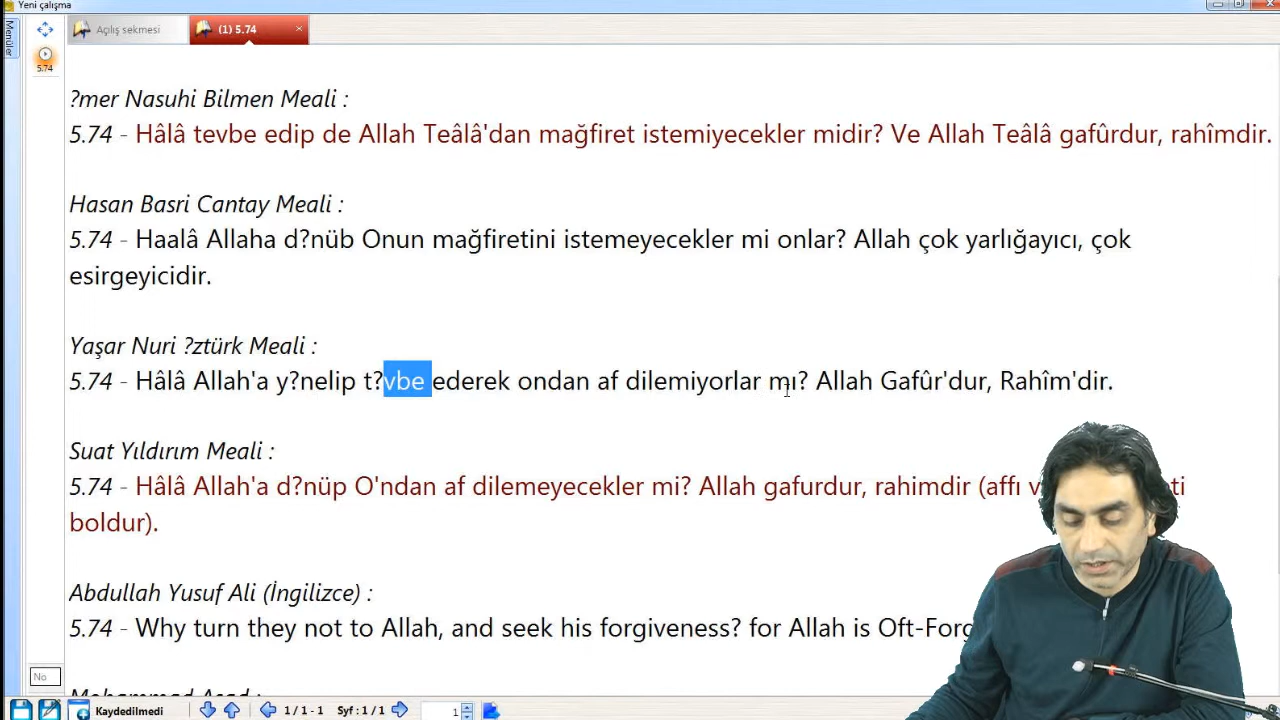 Yeni çalışma
Menüler
Açılış sekmesi
(1) 5.74
5.74
?mer Nasuhi Bilmen Meali :
5.74 - Hâlâ tevbe edip de Allah Teâlâ'dan mağfiret istemiyecekler midir? Ve Allah Teâlâ gafûrdur, rahîmdir.
Hasan Basri Cantay Meali :
5.74 - Haalâ Allaha d?nüb Onun mağfiretini istemeyecekler mi onlar? Allah çok yarlığayıcı, çok
esirgeyicidir.
Yaşar Nuri ?ztürk Meali :
5.74 - Hâlâ Allah'a y?nelip t?vbe ederek ondan af dilemiyorlar mı? Allah Gafûr'dur, Rahîm'dir.
Suat Yıldırım Meali :
5.74 - Hâlâ Allah'a d?nüp O'ndan af dilemeyecekler mi? Allah gafurdur, rahimdir (affı
boldur).
Abdullah Yusuf Ali (İngilizce) :
5.74 - Why turn they not to Allah, and seek his forgiveness? for Allah is
No
Kaydedilmedi
1 / 1 - 1
Syf : 1 / 1
1